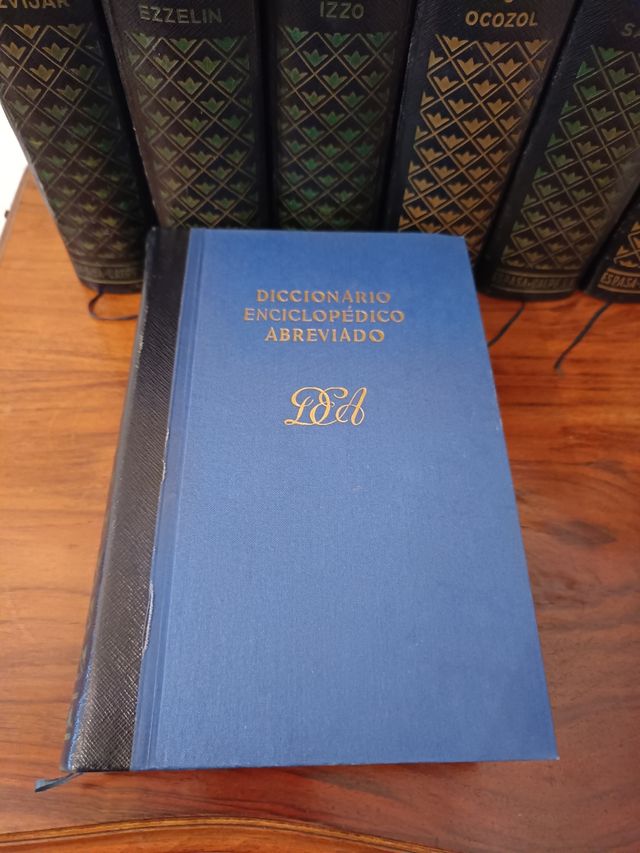 EZZELIN
IZZO
OCOZOL
DICCIONARIO
ENCICLOPÉDICO
ABREVIADO
DEA